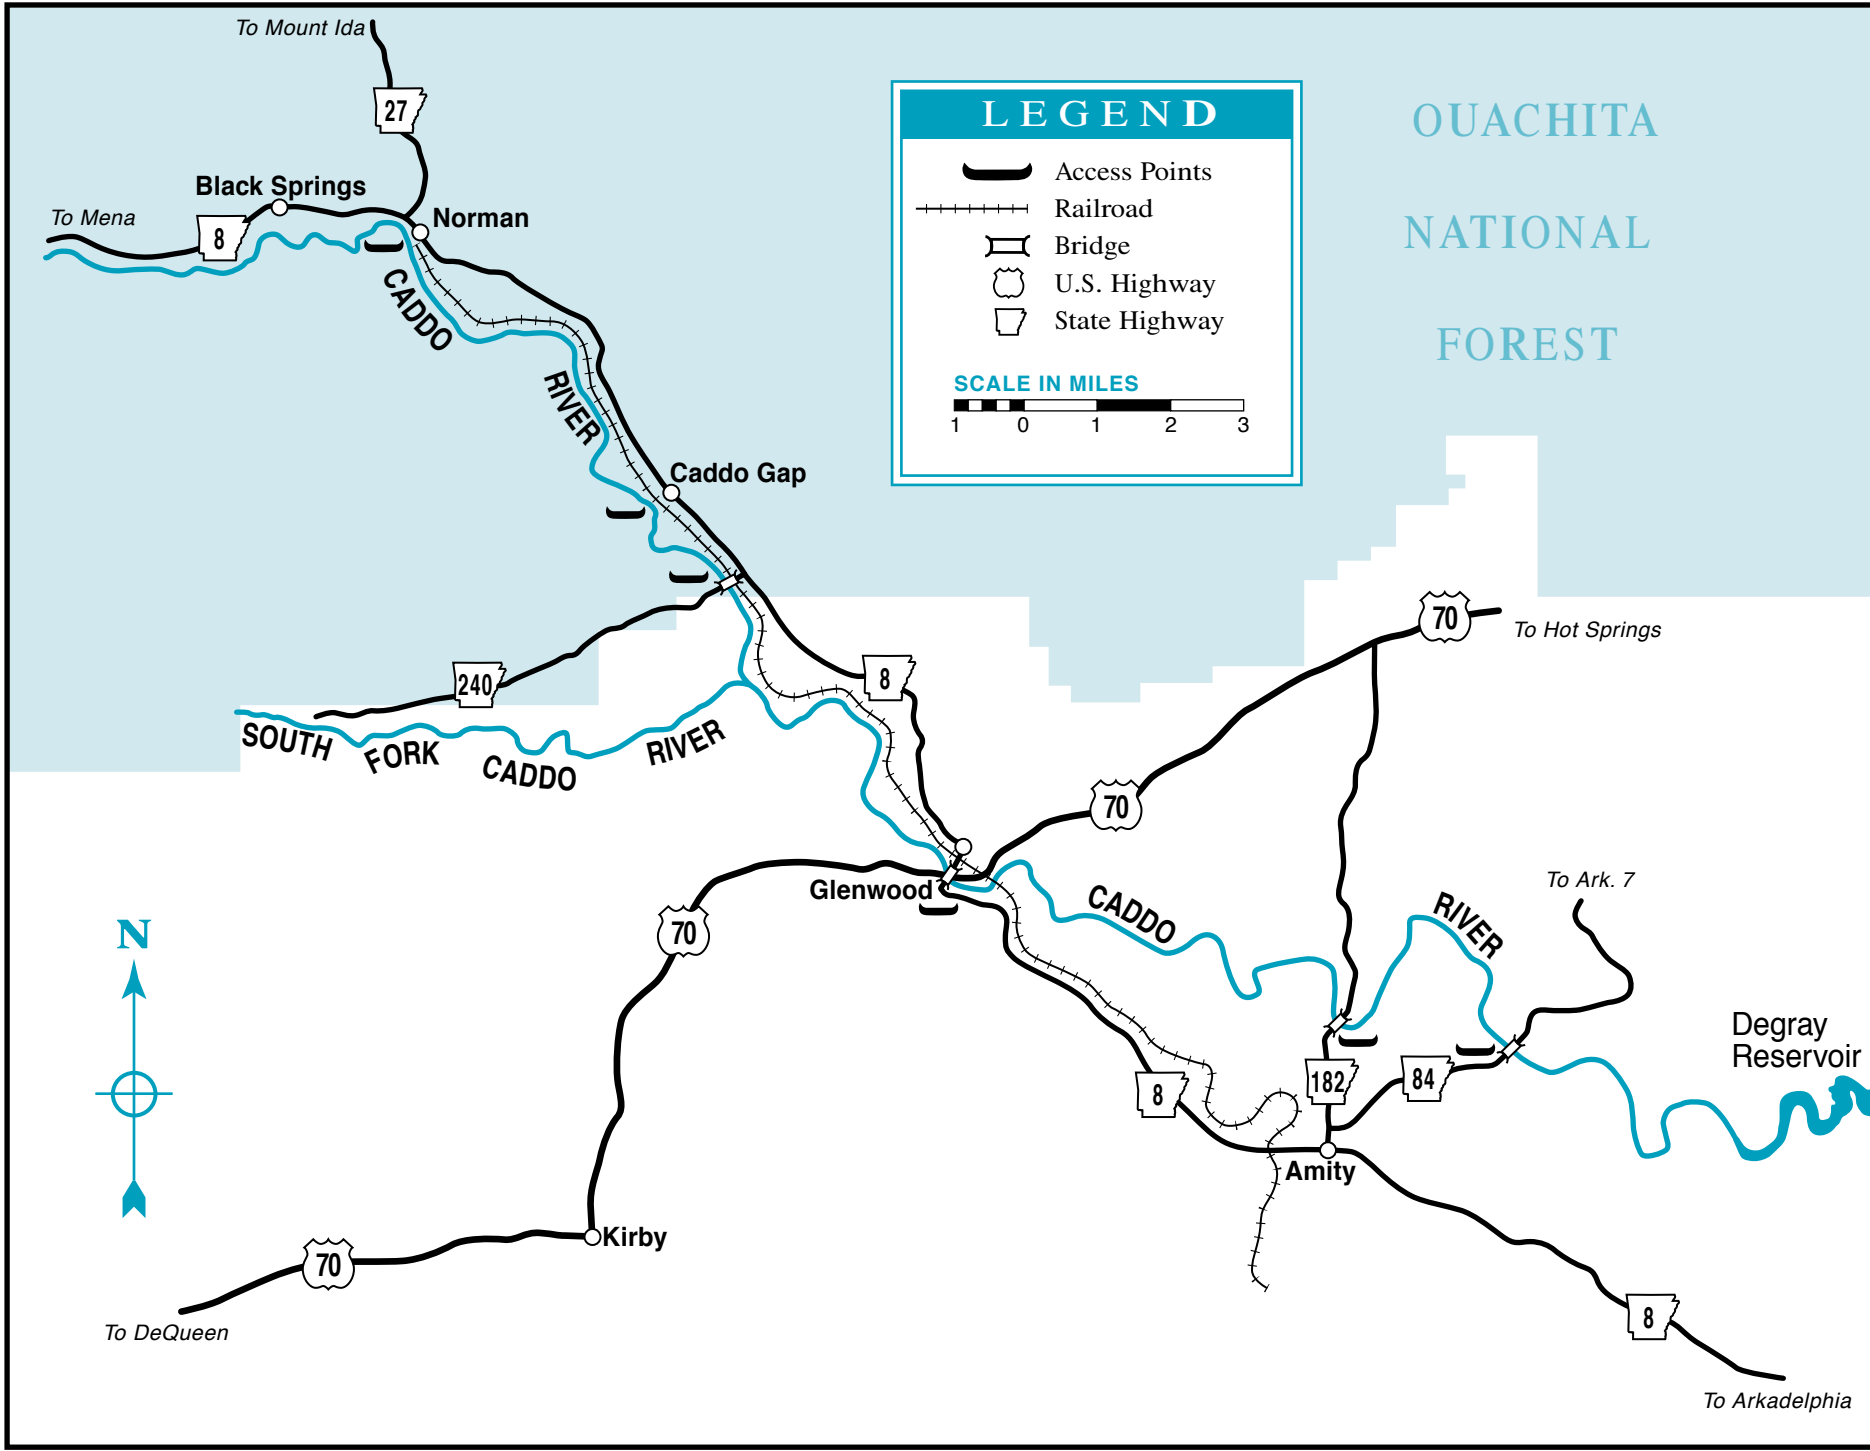 To Mount Ida
27
Black Springs
To Mena
8
Norman
CADDO
RIVER
Caddo Gap
LEGEND
Access Points
Railroad
Bridge
U.S. Highway
State Highway
SCALE IN MILES
1 0 1 2 3
OUACHITA
NATIONAL
FOREST
70
To Hot Springs
240
8
SOUTH FORK CADDO RIVER
70
Glenwood
CADDO
RIVER
To Ark. 7
70
N
Degray
Reservoir
8
182
84
Amity
Kirby
70
To DeQueen
8
To Arkadelphia